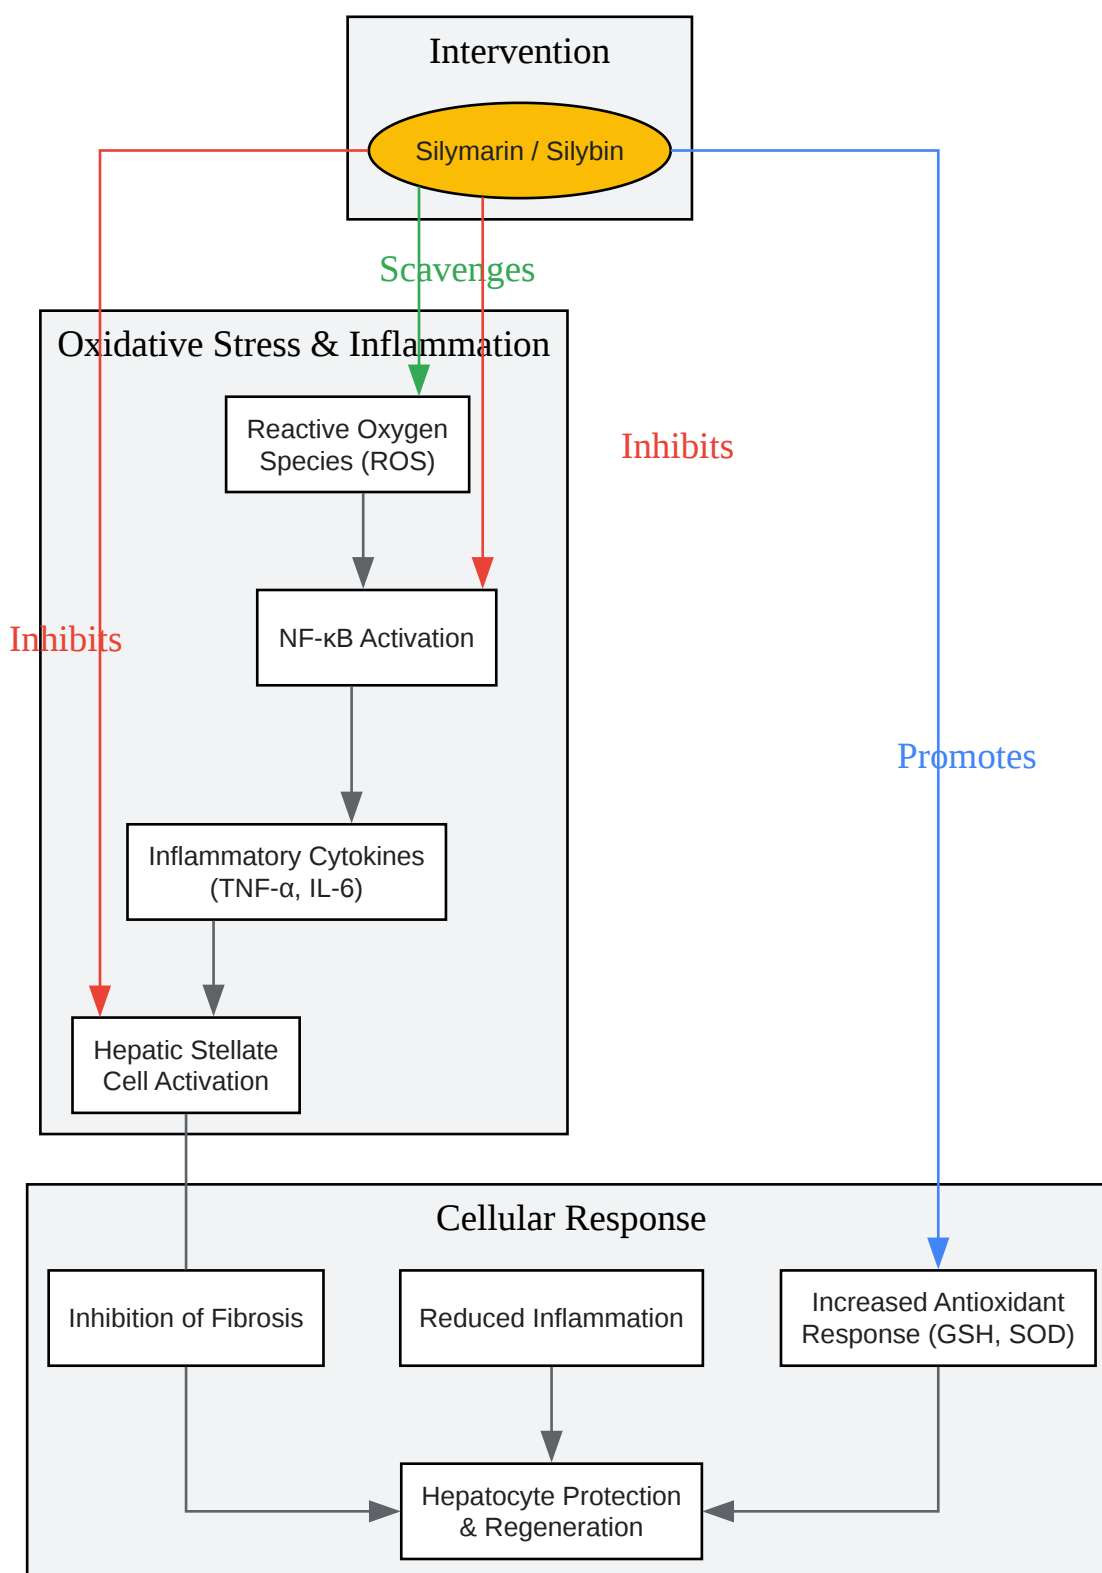 Intervention
Silymarin / Silybin
Scavenges
Oxidative Stress & Inflammation
Reactive Oxygen
Species (ROS)
Inhibits
NF-κB Activation
Inhibits
Promotes
Inflammatory Cytokines
(TNF-α, IL-6)
Hepatic Stellate
Cell Activation
Cellular Response
Inhibition of Fibrosis
Reduced Inflammation
Increased Antioxidant
Response (GSH, SOD)
Hepatocyte Protection
& Regeneration